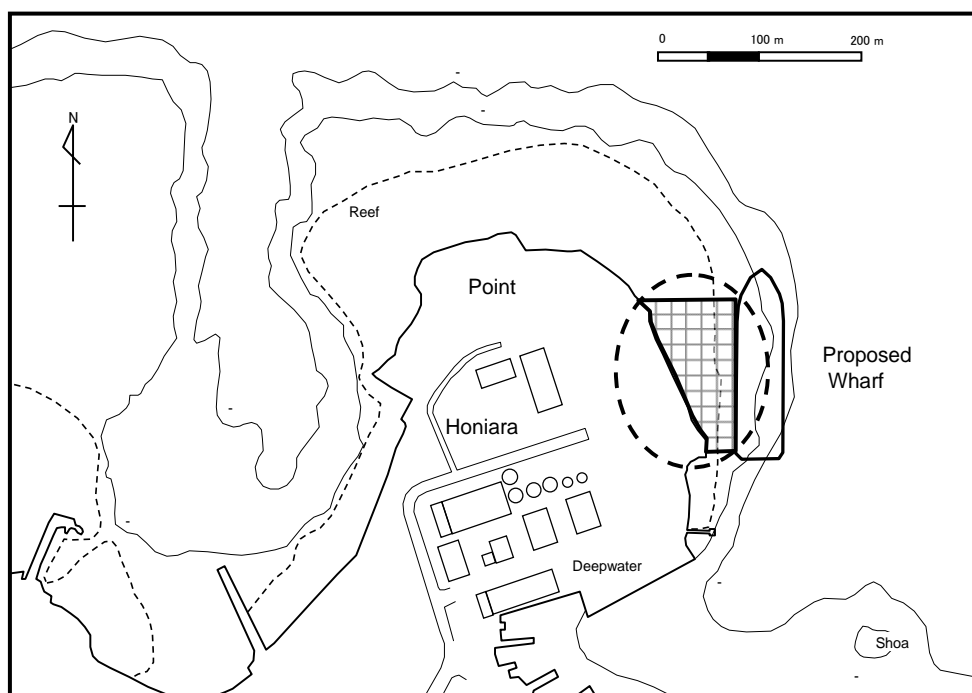 0 100 m 200 m
N
Reef
Point
Proposed
Wharf
Honiara
Deepwater
Shoa